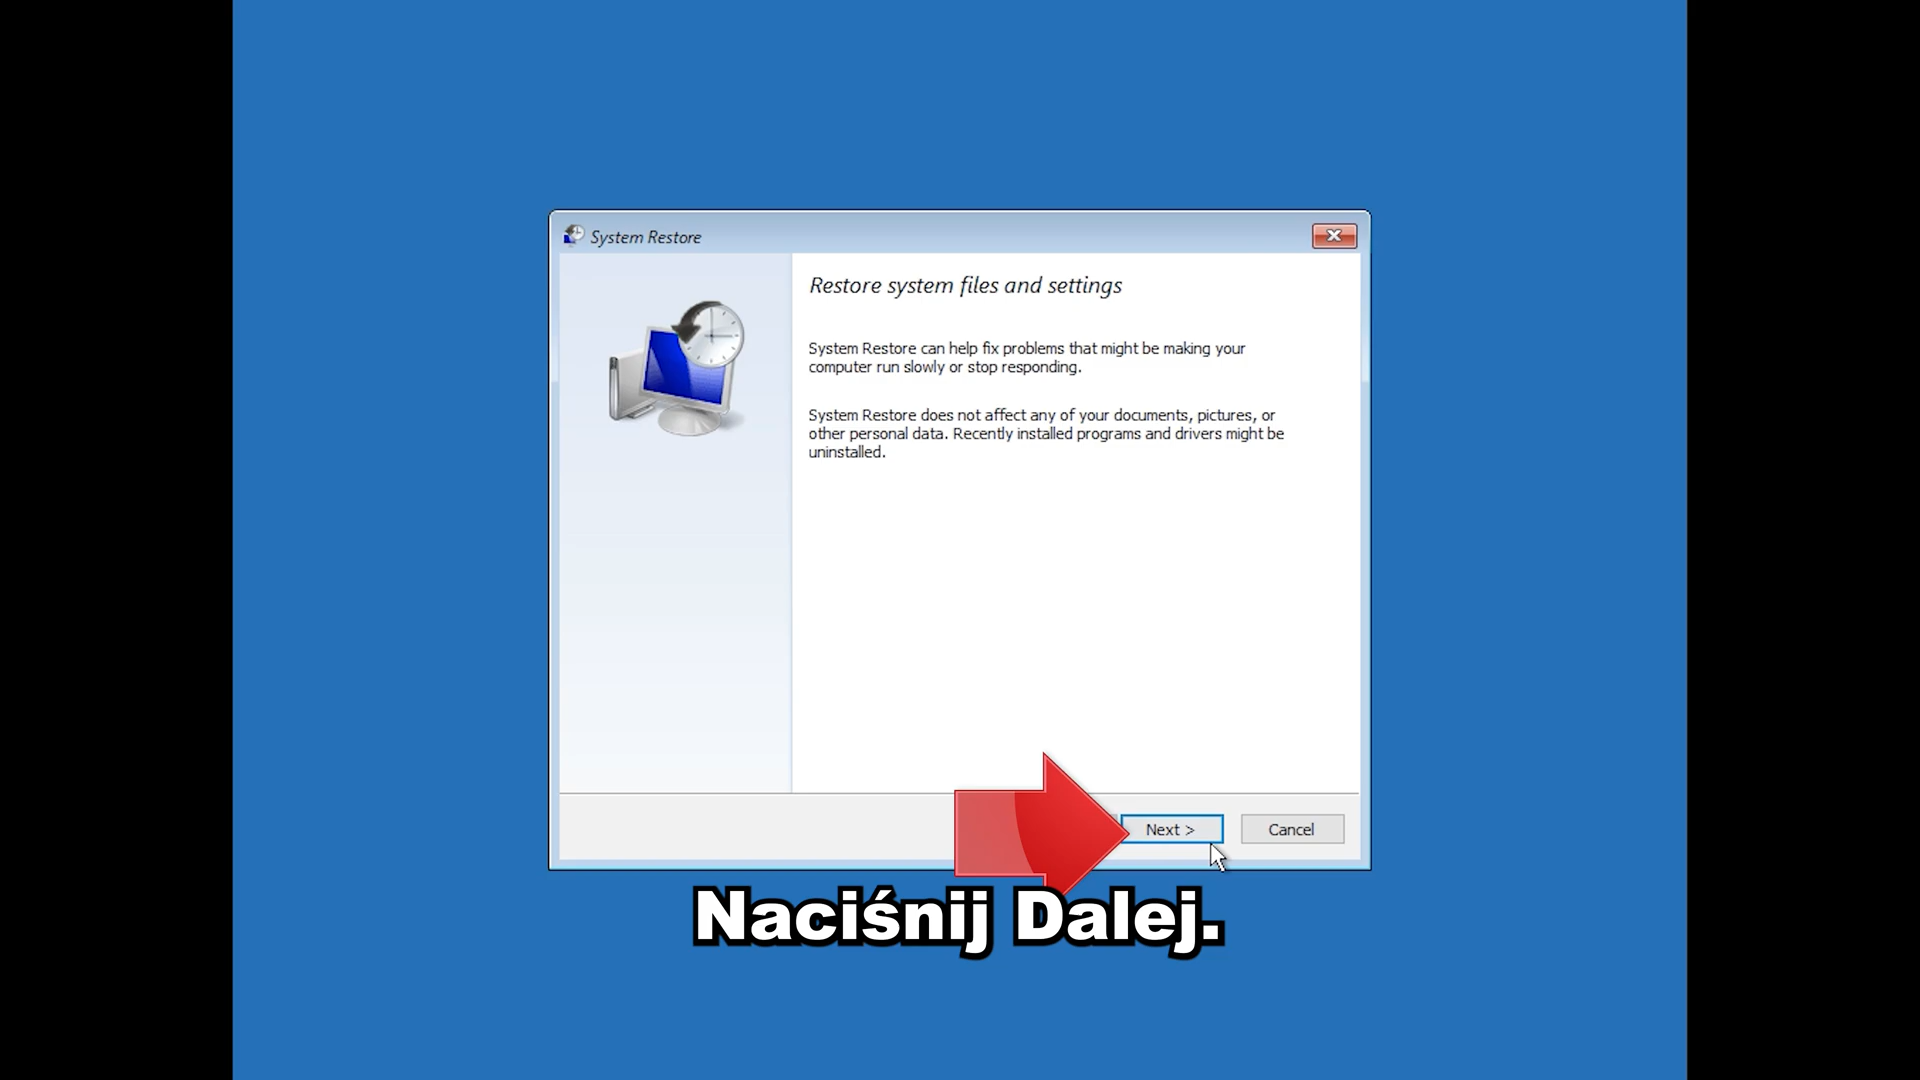 System Restore
Restore system files and settings
System Restore can help fix problems that might be making your
computer run slowly or stop responding.
System Restore does not affect any of your documents, pictures, or
other personal data. Recently installed programs and drivers might be
uninstalled.
Next >
Cancel
Naciśnij Dalej.